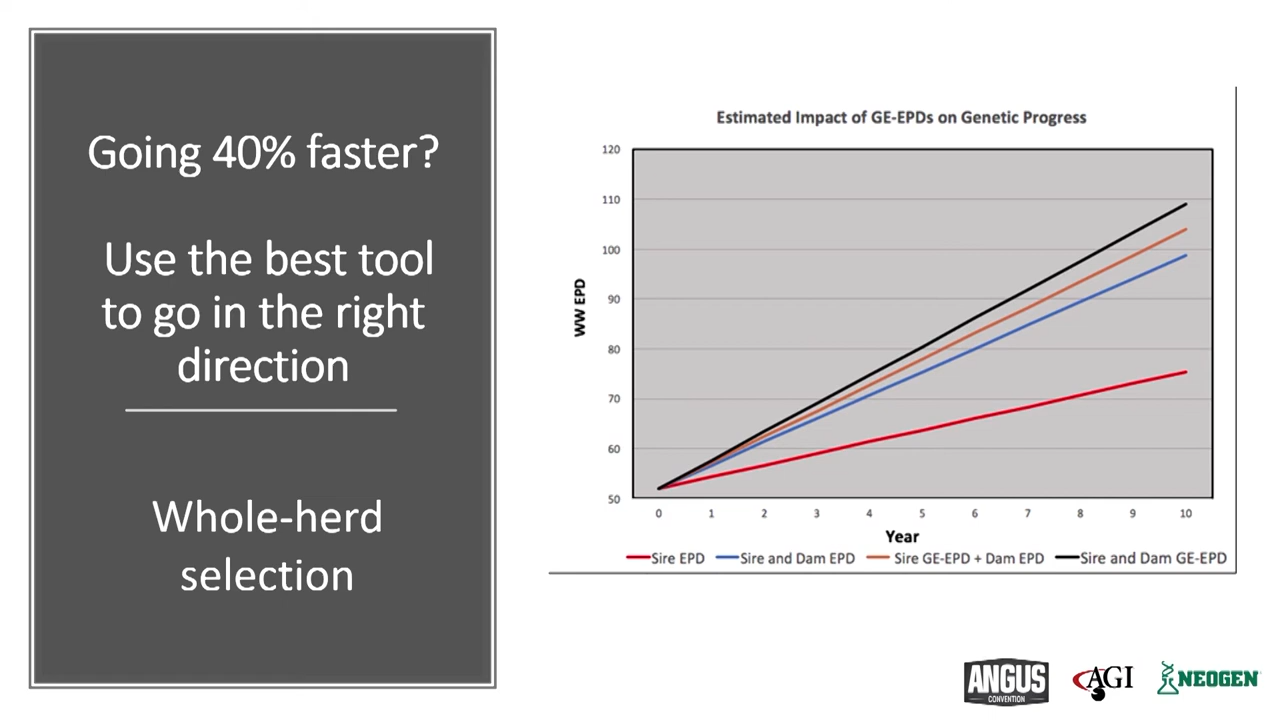 Going 40% faster?
Use the best tool
to go in the right
direction
Whole-herd
selection
Estimated Impact of GE-EPDs on Genetic Progress
120
110
100
90
80
70
60
50
WW EPD
0 1 2 3 4 5 6 7 8 9 10
Year
Sire EPD Sire and Dam EPD Sire GE-EPD + Dam EPD Sire and Dam GE-EPD
ANGUS
CONVENTION
AGI
NEOGEN